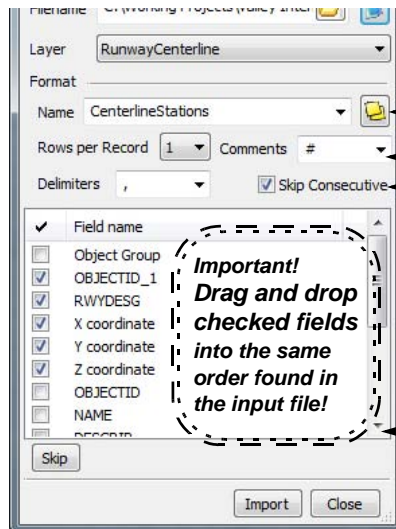 Filename
Layer RunwayCenterline
Format
Name CenterlineStations
Rows per Record 1 Comments #
Delimiters , Skip Consecutive
Field name
Object Group
OBJECTID_1
RWYDESG
X coordinate
Y coordinate
Z coordinate
OBJECTID
NAME
Important!
Drag and drop
checked fields
into the same
order found in
the input file!
Skip
Import Close